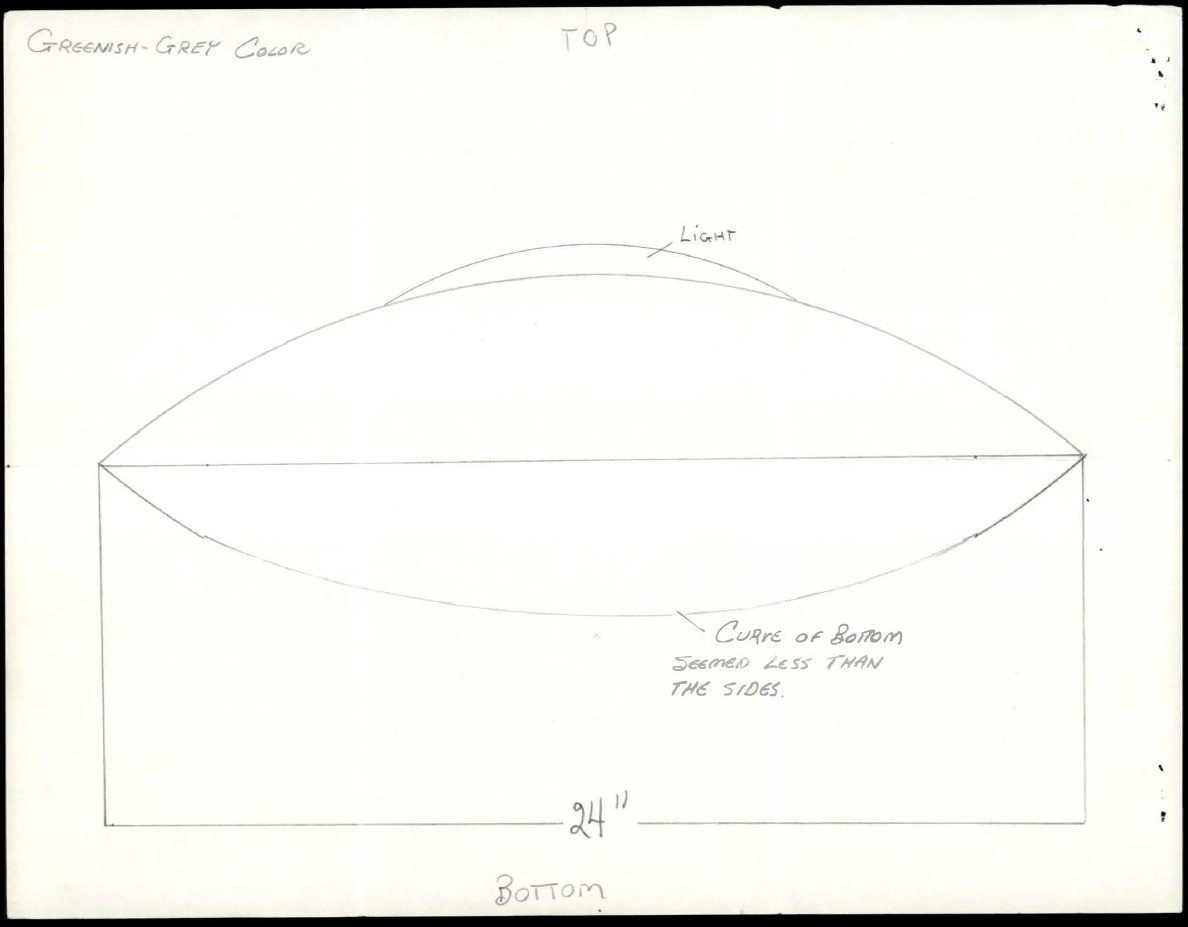 GREENISH-GREY COLOR
TOP
LIGHT
CURVE OF BOTTOM
SEEMED LESS THAN
THE SIDES.
24"
BOTTOM